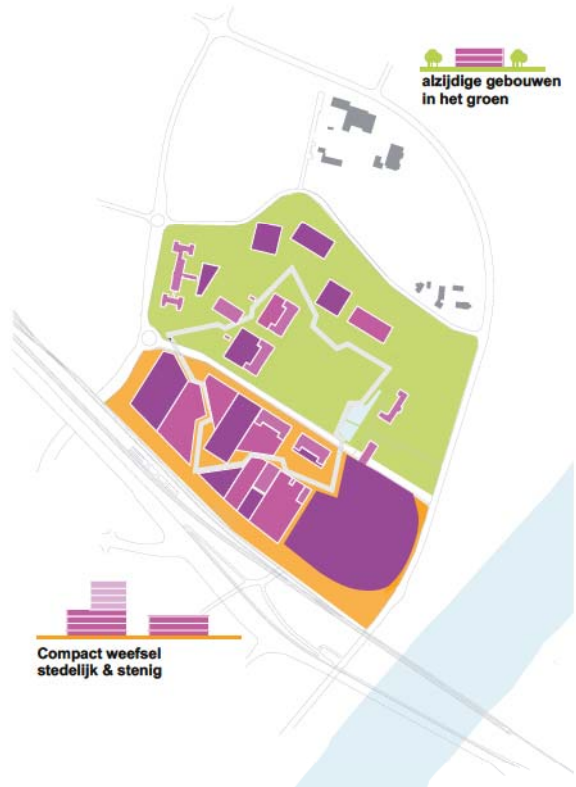 alzijdige gebouwen
in het groen
Compact weefsel
stedelijk & stenig